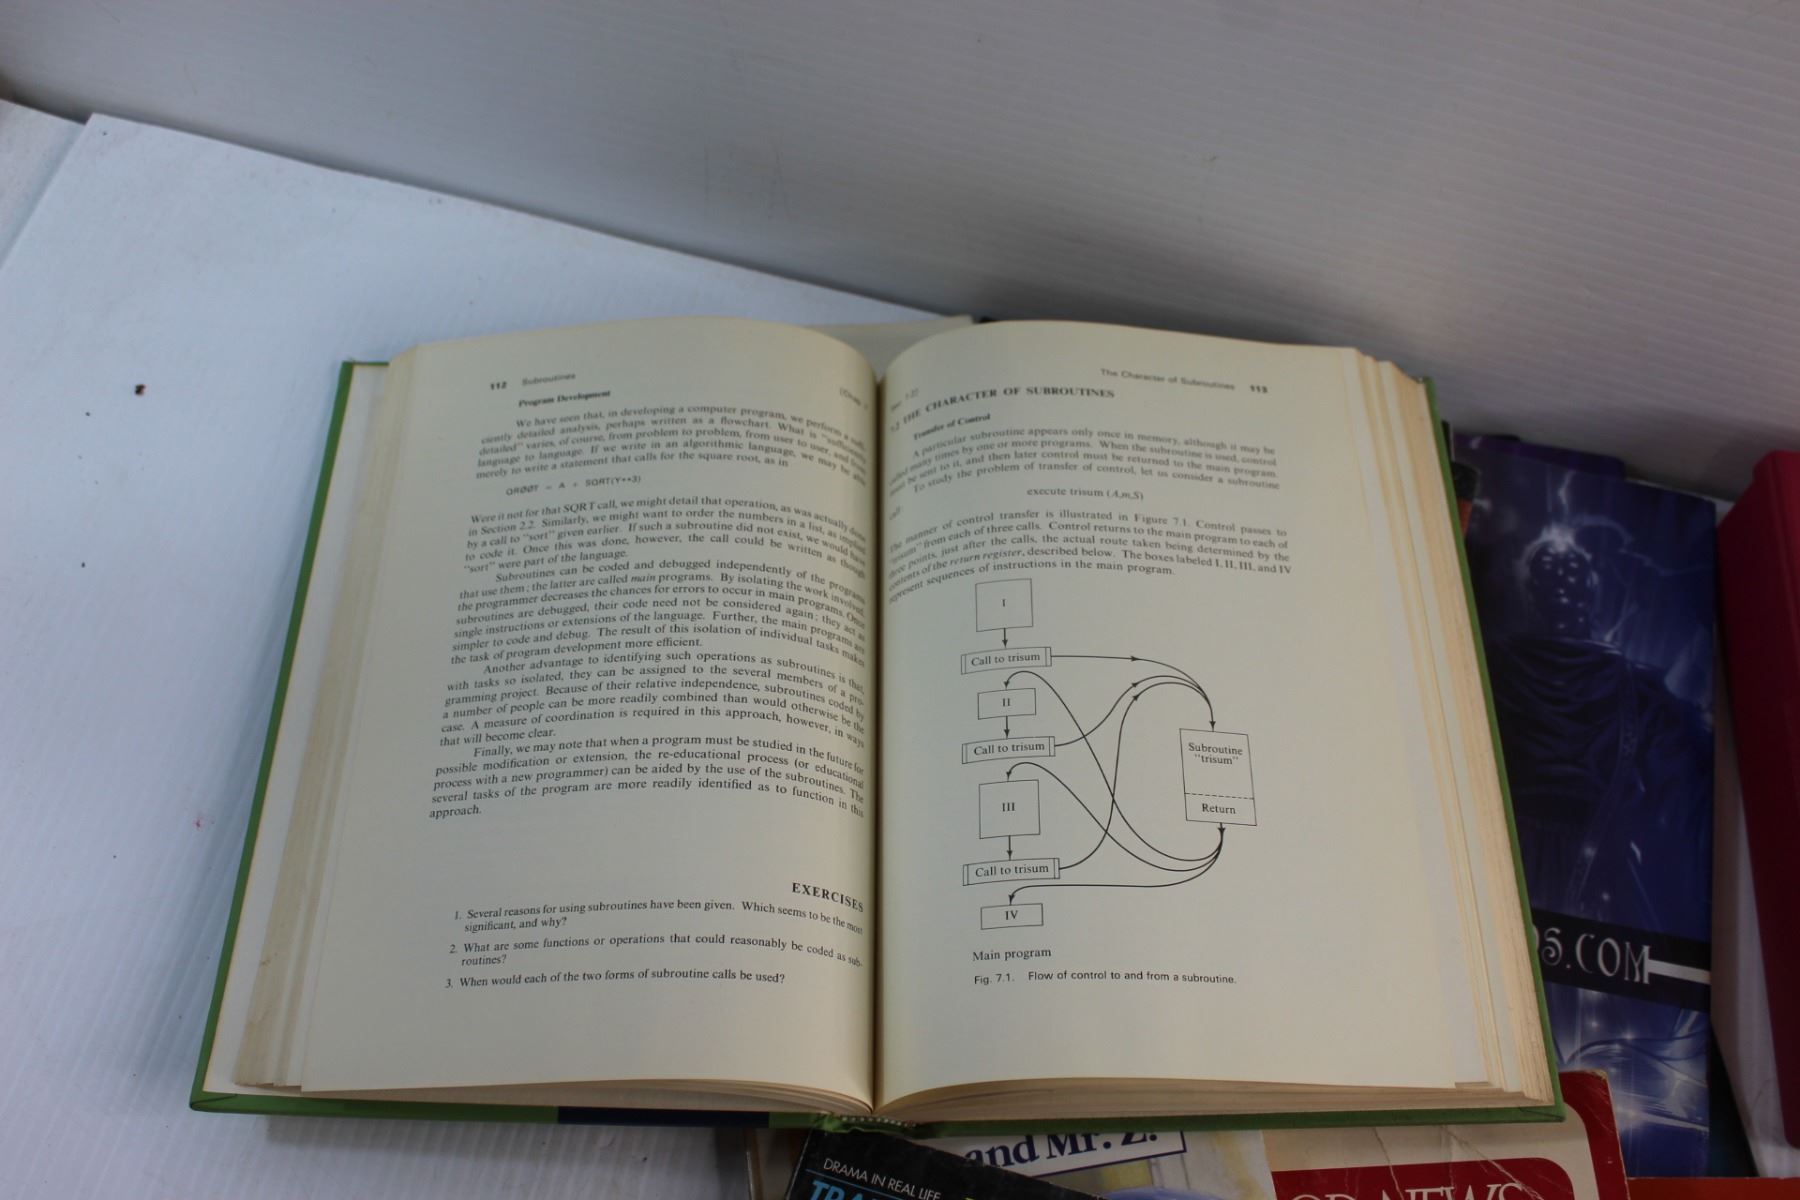 112 Subroutines [Chap.
Program Development
We have seen that, in developing a computer program, we perform a suffi-
ciently detailed analysis, perhaps written as a flowchart. What is "sufficiently
detailed" varies, of course, from problem to problem, from user to user, and from
language to language. If we write in an algorithmic language, we may be able
merely to write a statement that calls for the square root, as in
QRØØT = A + SQRT(Y**3)
Were it not for that SQRT call, we might detail that operation, as was actually done
in Section 2.2. Similarly, we might want to order the numbers in a list, as implied
by a call to "sort" given earlier. If such a subroutine did not exist, we would have
to code it. Once this was done, however, the call could be written as though
"sort" were part of the language.
Subroutines can be coded and debugged independently of the programs
that use them; the latter are called main programs. By isolating the work involved,
the programmer decreases the chances for errors to occur in main programs. Once
subroutines are debugged, their code need not be considered again; they act as
single instructions or extensions of the language. Further, the main programs are
simpler to code and debug. The result of this isolation of individual tasks makes
the task of program development more efficient.
Another advantage to identifying such operations as subroutines is that,
with tasks so isolated, they can be assigned to the several members of a pro-
gramming project. Because of their relative independence, subroutines coded by
a number of people can be more readily combined than would otherwise be the
case. A measure of coordination is required in this approach, however, in ways
that will become clear.
Finally, we may note that when a program must be studied in the future for
possible modification or extension, the re-educational process (or educational
process with a new programmer) can be aided by the use of the subroutines. The
several tasks of the program are more readily identified as to function in this
approach.
EXERCISES
1. Several reasons for using subroutines have been given. Which seems to be the most
significant, and why?
2. What are some functions or operations that could reasonably be coded as sub-
routines?
3. When would each of the two forms of subroutine calls be used?
The Character of Subroutines 113
7.2 THE CHARACTER OF SUBROUTINES
Transfer of Control
A particular subroutine appears only once in memory, although it may be
called many times by one or more programs. When the subroutine is used, control
must be sent to it, and then later control must be returned to the main program.
To study the problem of transfer of control, let us consider a subroutine
call:
execute trisum (A,m,S)
The manner of control transfer is illustrated in Figure 7.1. Control passes to
"trisum" from each of three calls. Control returns to the main program to each of
three points, just after the calls, the actual route taken being determined by the
contents of the return register, described below. The boxes labeled I, II, III, and IV
represent sequences of instructions in the main program.
I
Call to trisum
II
Call to trisum
Subroutine
"trisum"
III
Return
Call to trisum
IV
Main program
Fig. 7.1. Flow of control to and from a subroutine.
S.COM
and Mr. Z.
DRAMA IN REAL LIFE